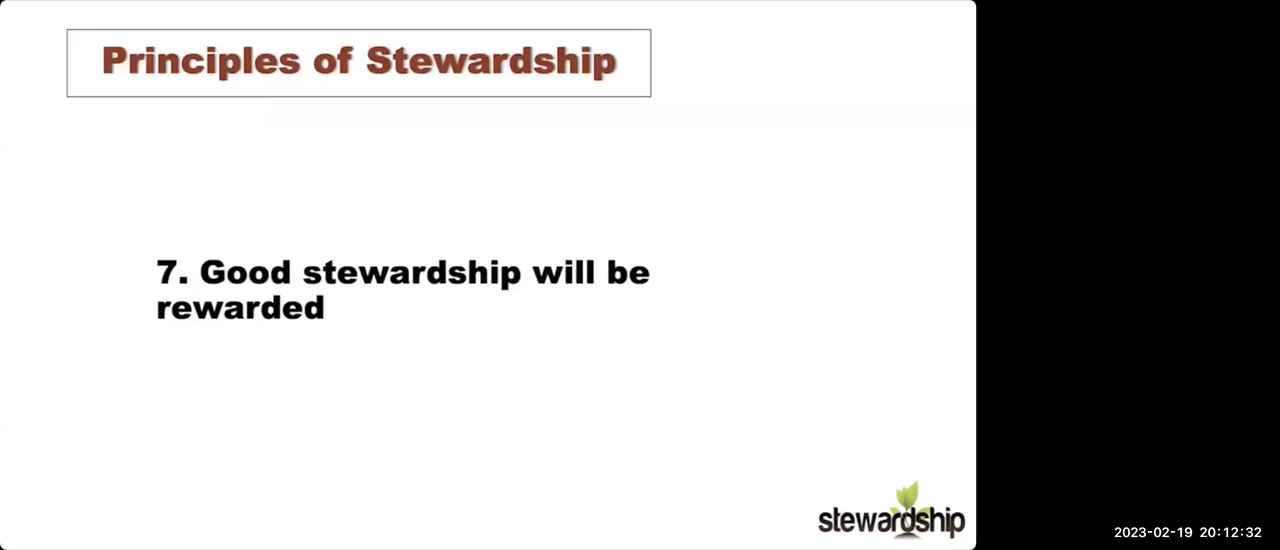 Principles of Stewardship
7. Good stewardship will be
rewarded
stewardship
2023-02-19 20:12:32